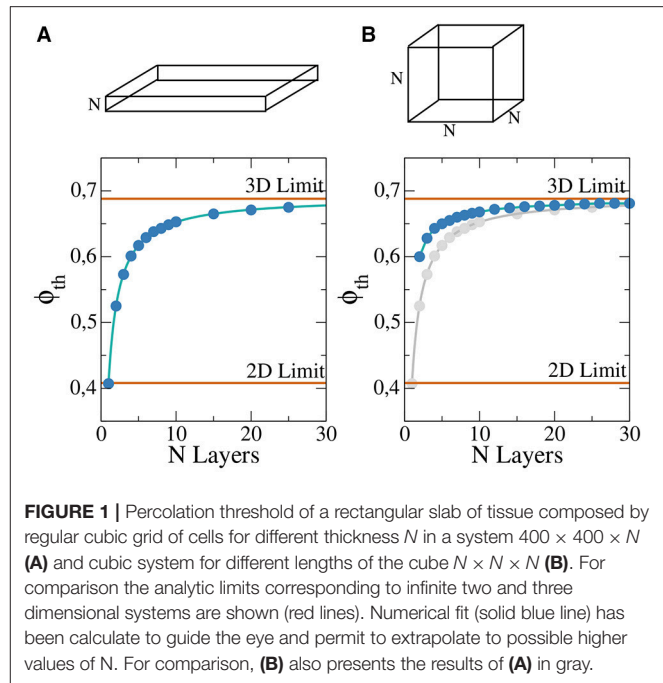 A
B
N
N
N
N
3D Limit
2D Limit
0,7
0,6
0,5
0,4
ϕth
0
10
20
30
N Layers
3D Limit
2D Limit
0,7
0,6
0,5
0,4
ϕth
0
10
20
30
N Layers
FIGURE 1 | Percolation threshold of a rectangular slab of tissue composed by
regular cubic grid of cells for different thickness N in a system 400 × 400 × N
(A) and cubic system for different lengths of the cube N × N × N (B). For
comparison the analytic limits corresponding to infinite two and three
dimensional systems are shown (red lines). Numerical fit (solid blue line) has
been calculate to guide the eye and permit to extrapolate to possible higher
values of N. For comparison, (B) also presents the results of (A) in gray.